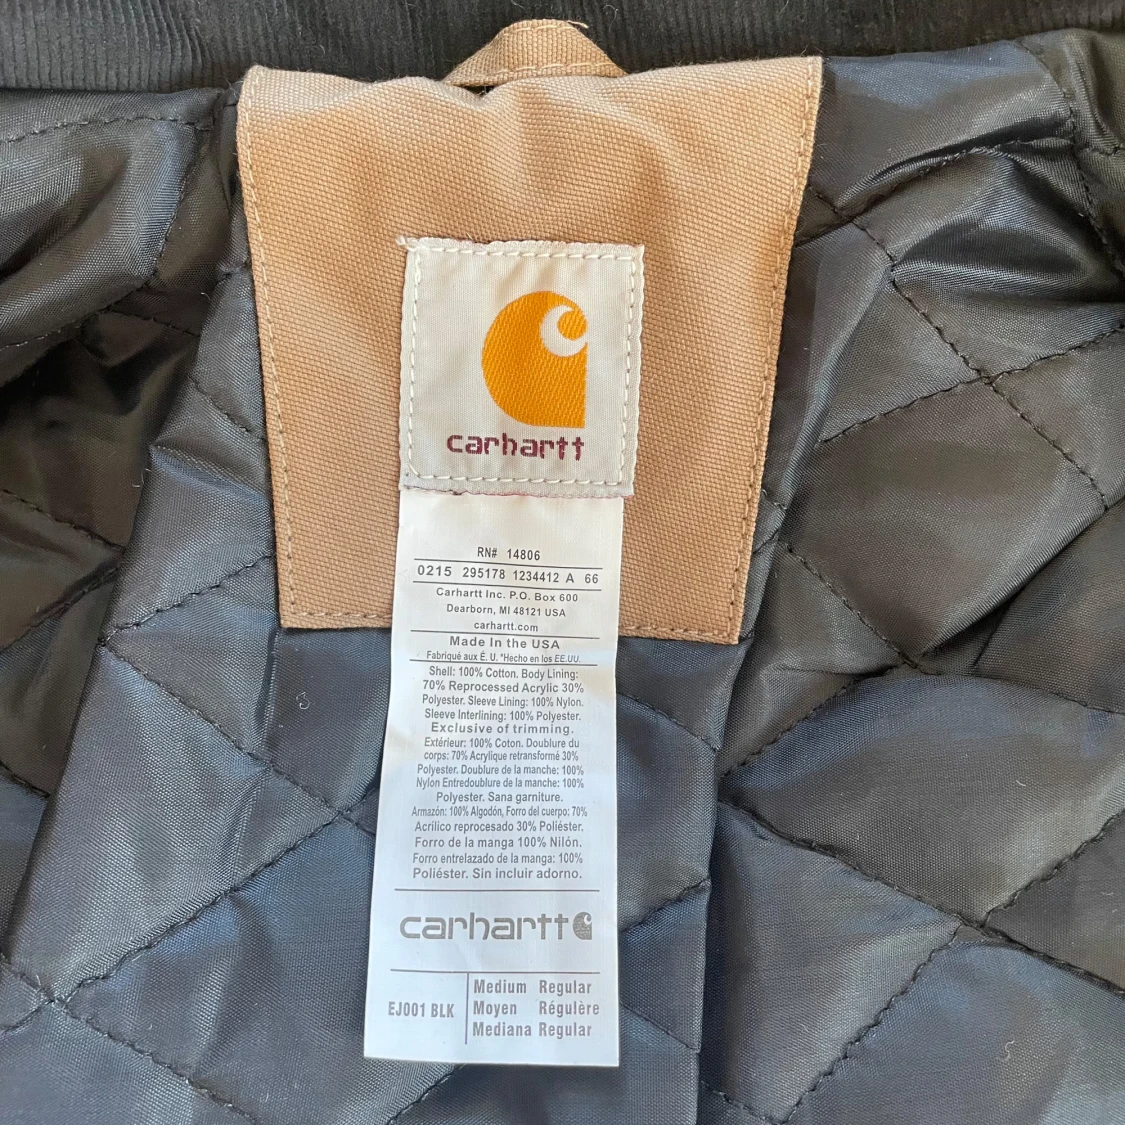 carhartt
RN# 14806
0215 295178 1234412 A 66
Carhartt Inc. P.O. Box 600
Dearborn, MI 48121 USA
carhartt.com
Made In the USA
Fabriqué aux É. U. *Hecho en los EE.UU.
Shell: 100% Cotton. Body Lining:
70% Reprocessed Acrylic 30%
Polyester. Sleeve Lining: 100% Nylon.
Sleeve Interlining: 100% Polyester.
Exclusive of trimming.
Extérieur: 100% Coton. Doublure du
corps: 70% Acrylique retransformé 30%
Polyester. Doublure de la manche: 100%
Nylon Entredoublure de la manche: 100%
Polyester. Sana garniture.
Armazón: 100% Algodón, Forro del cuerpo: 70%
Acrílico reprocesado 30% Poliéster.
Forro de la manga 100% Nilón.
Forro entrelazado de la manga: 100%
Poliéster. Sin incluir adorno.
carhartt
EJ001 BLK
Medium Regular
Moyen Régulère
Mediana Regular